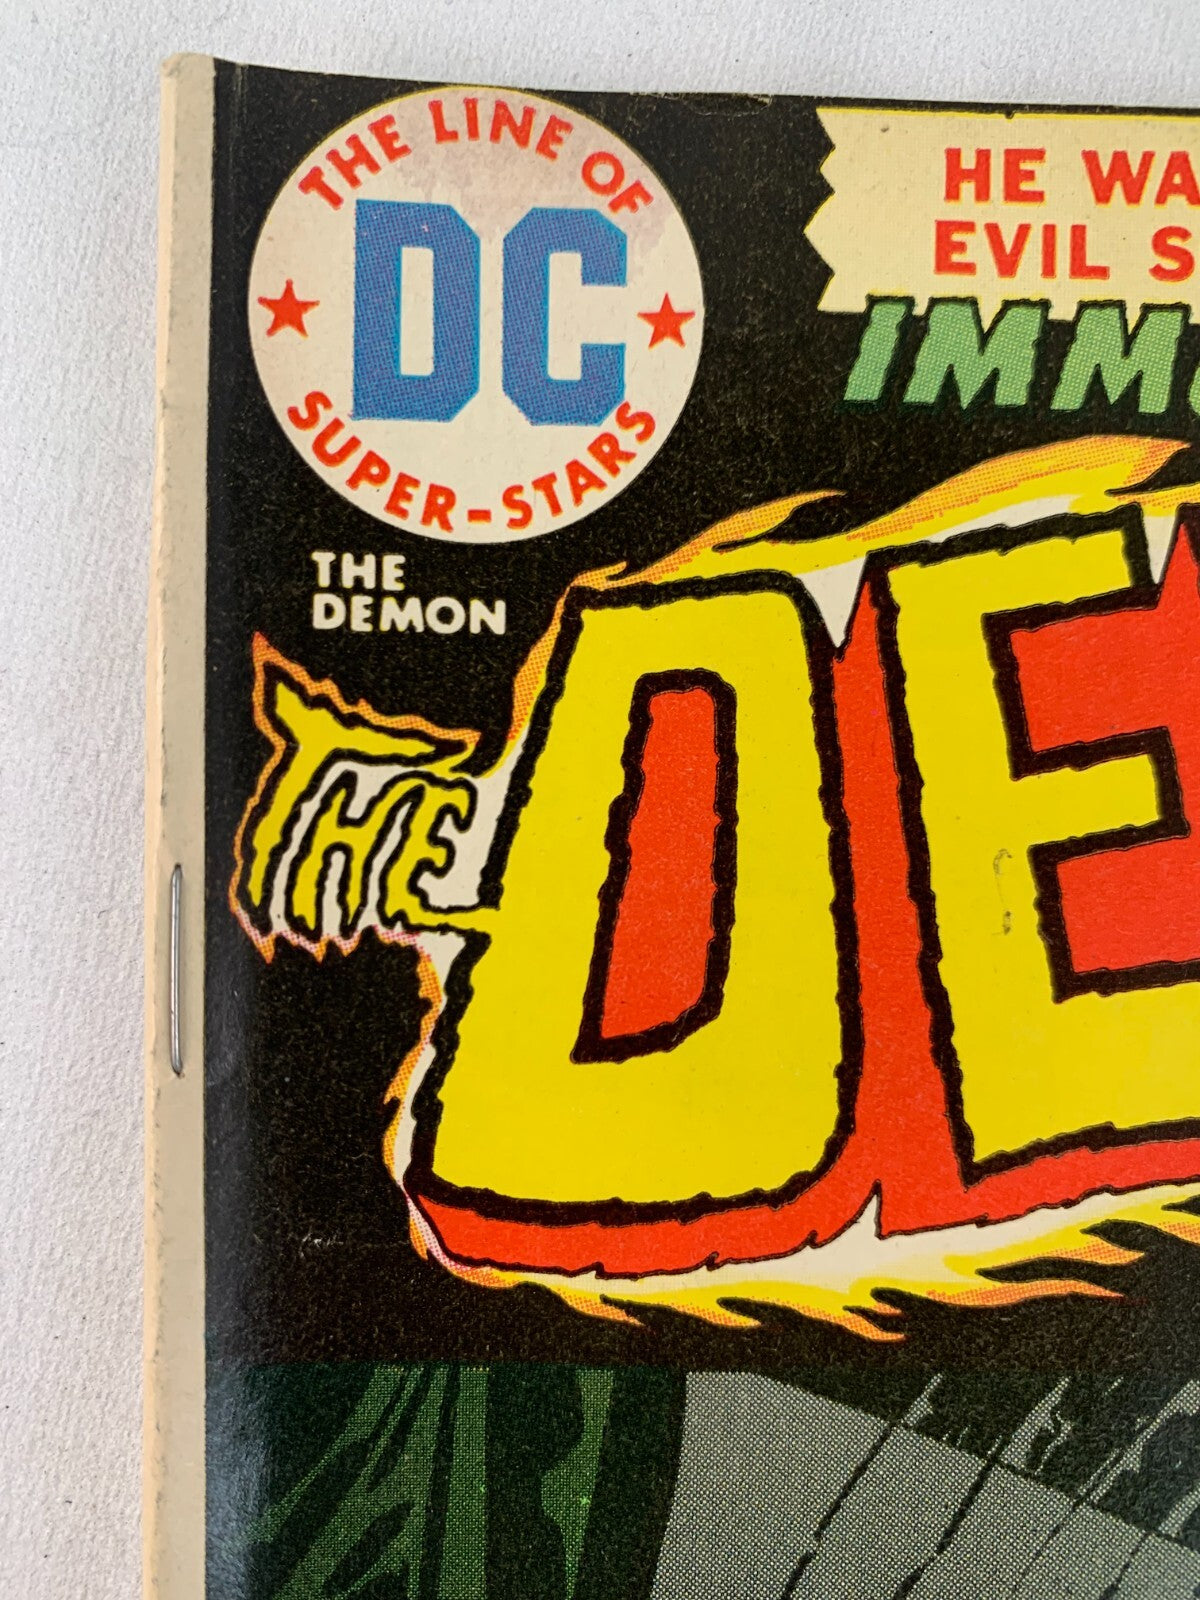 THE LINE OF
DC
SUPER-STARS
THE
DEMON
HE WA
EVIL S
IMM
THE
DE